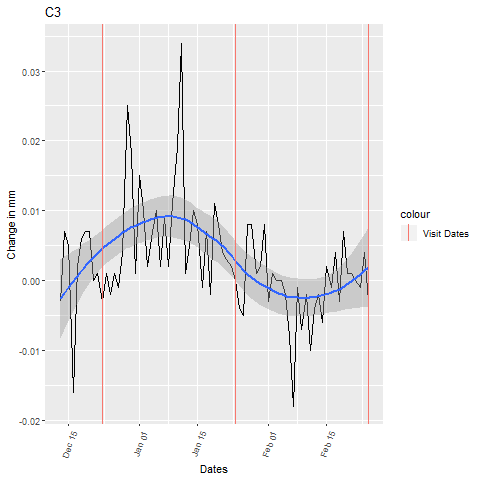 C3
Change in mm
0.03
0.02
0.01
0.00
-0.01
-0.02
Dec 15
Jan 01
Jan 15
Feb 01
Feb 15
Dates
colour
Visit Dates